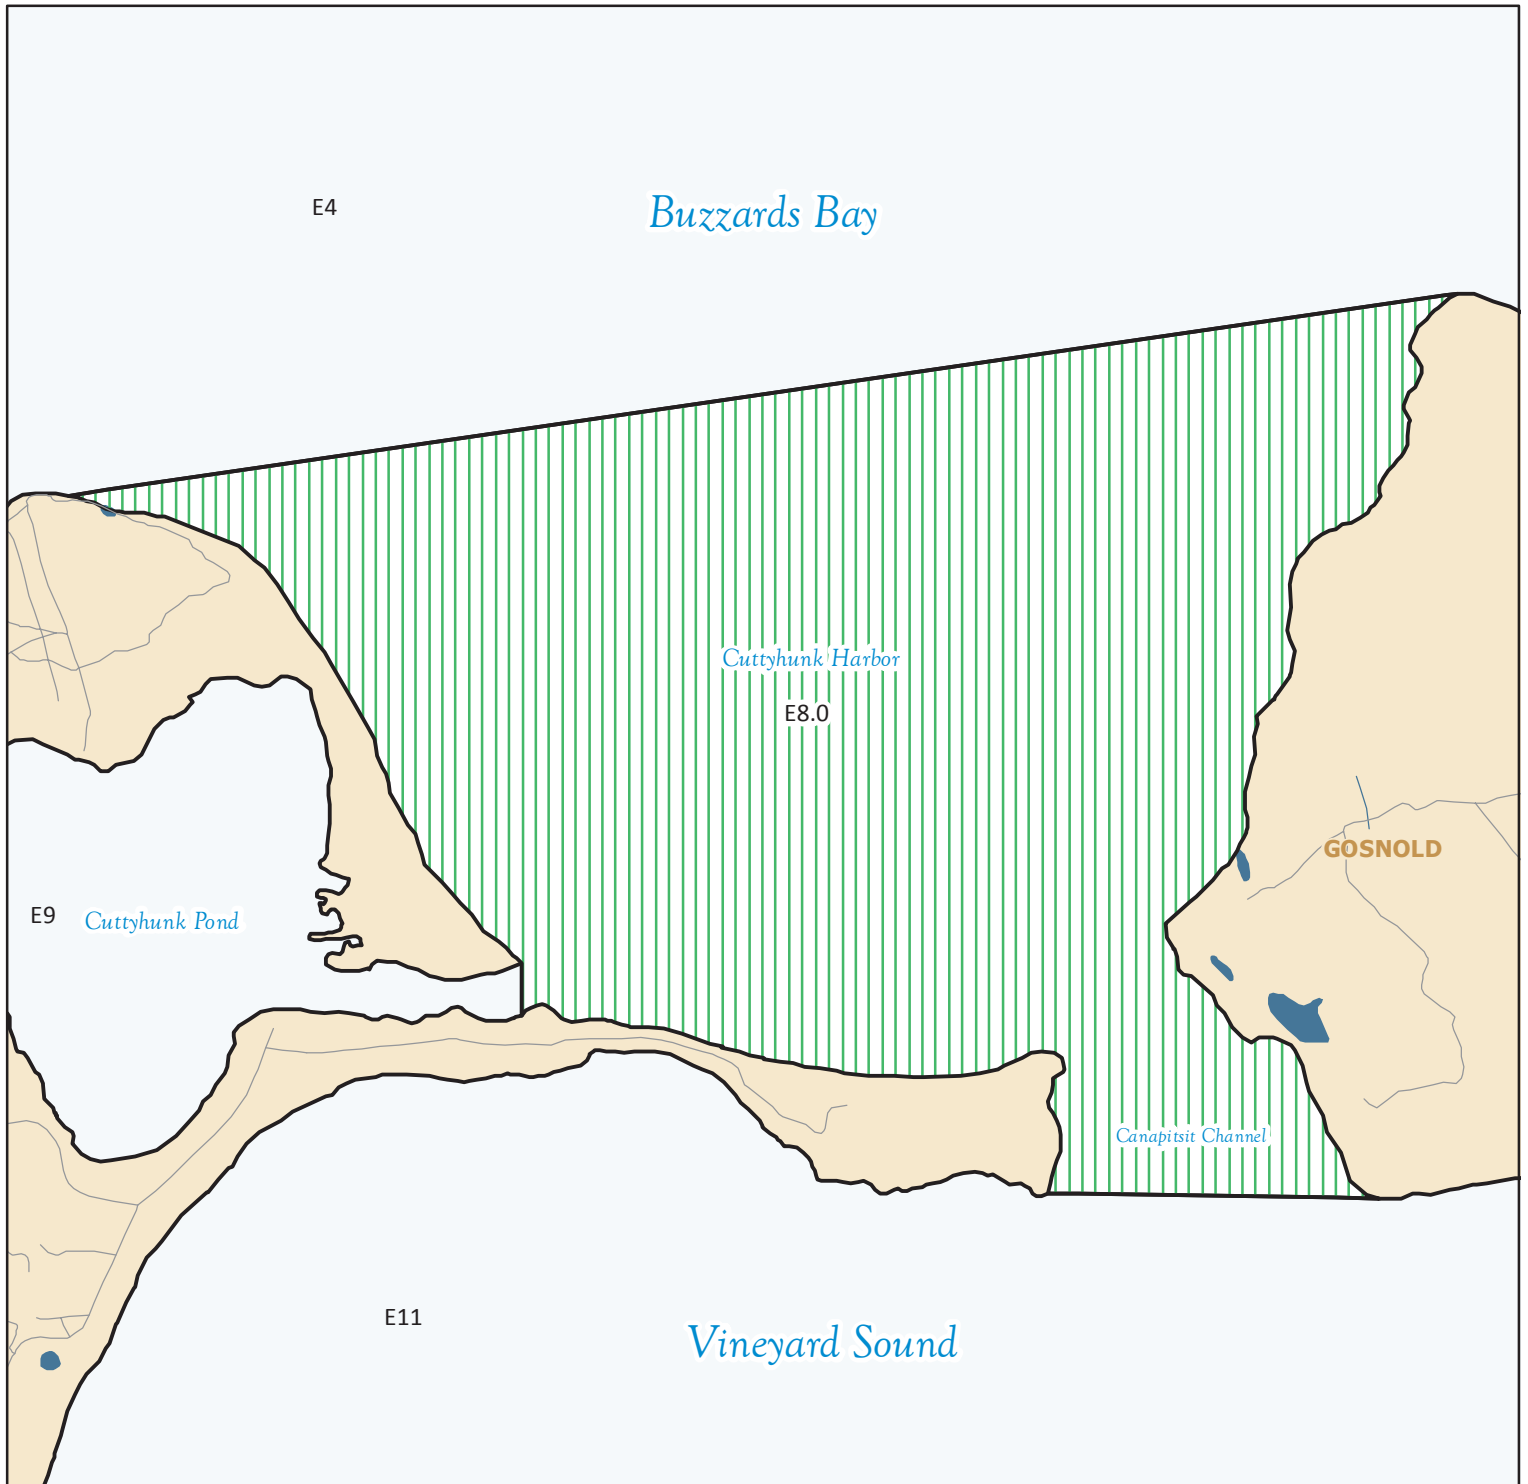 E4
Buzzards Bay
Cuttyhunk Harbor
E8.0
GOSNOLD
E9
Cuttyhunk Pond
Canapitsit Channel
E11
Vineyard Sound